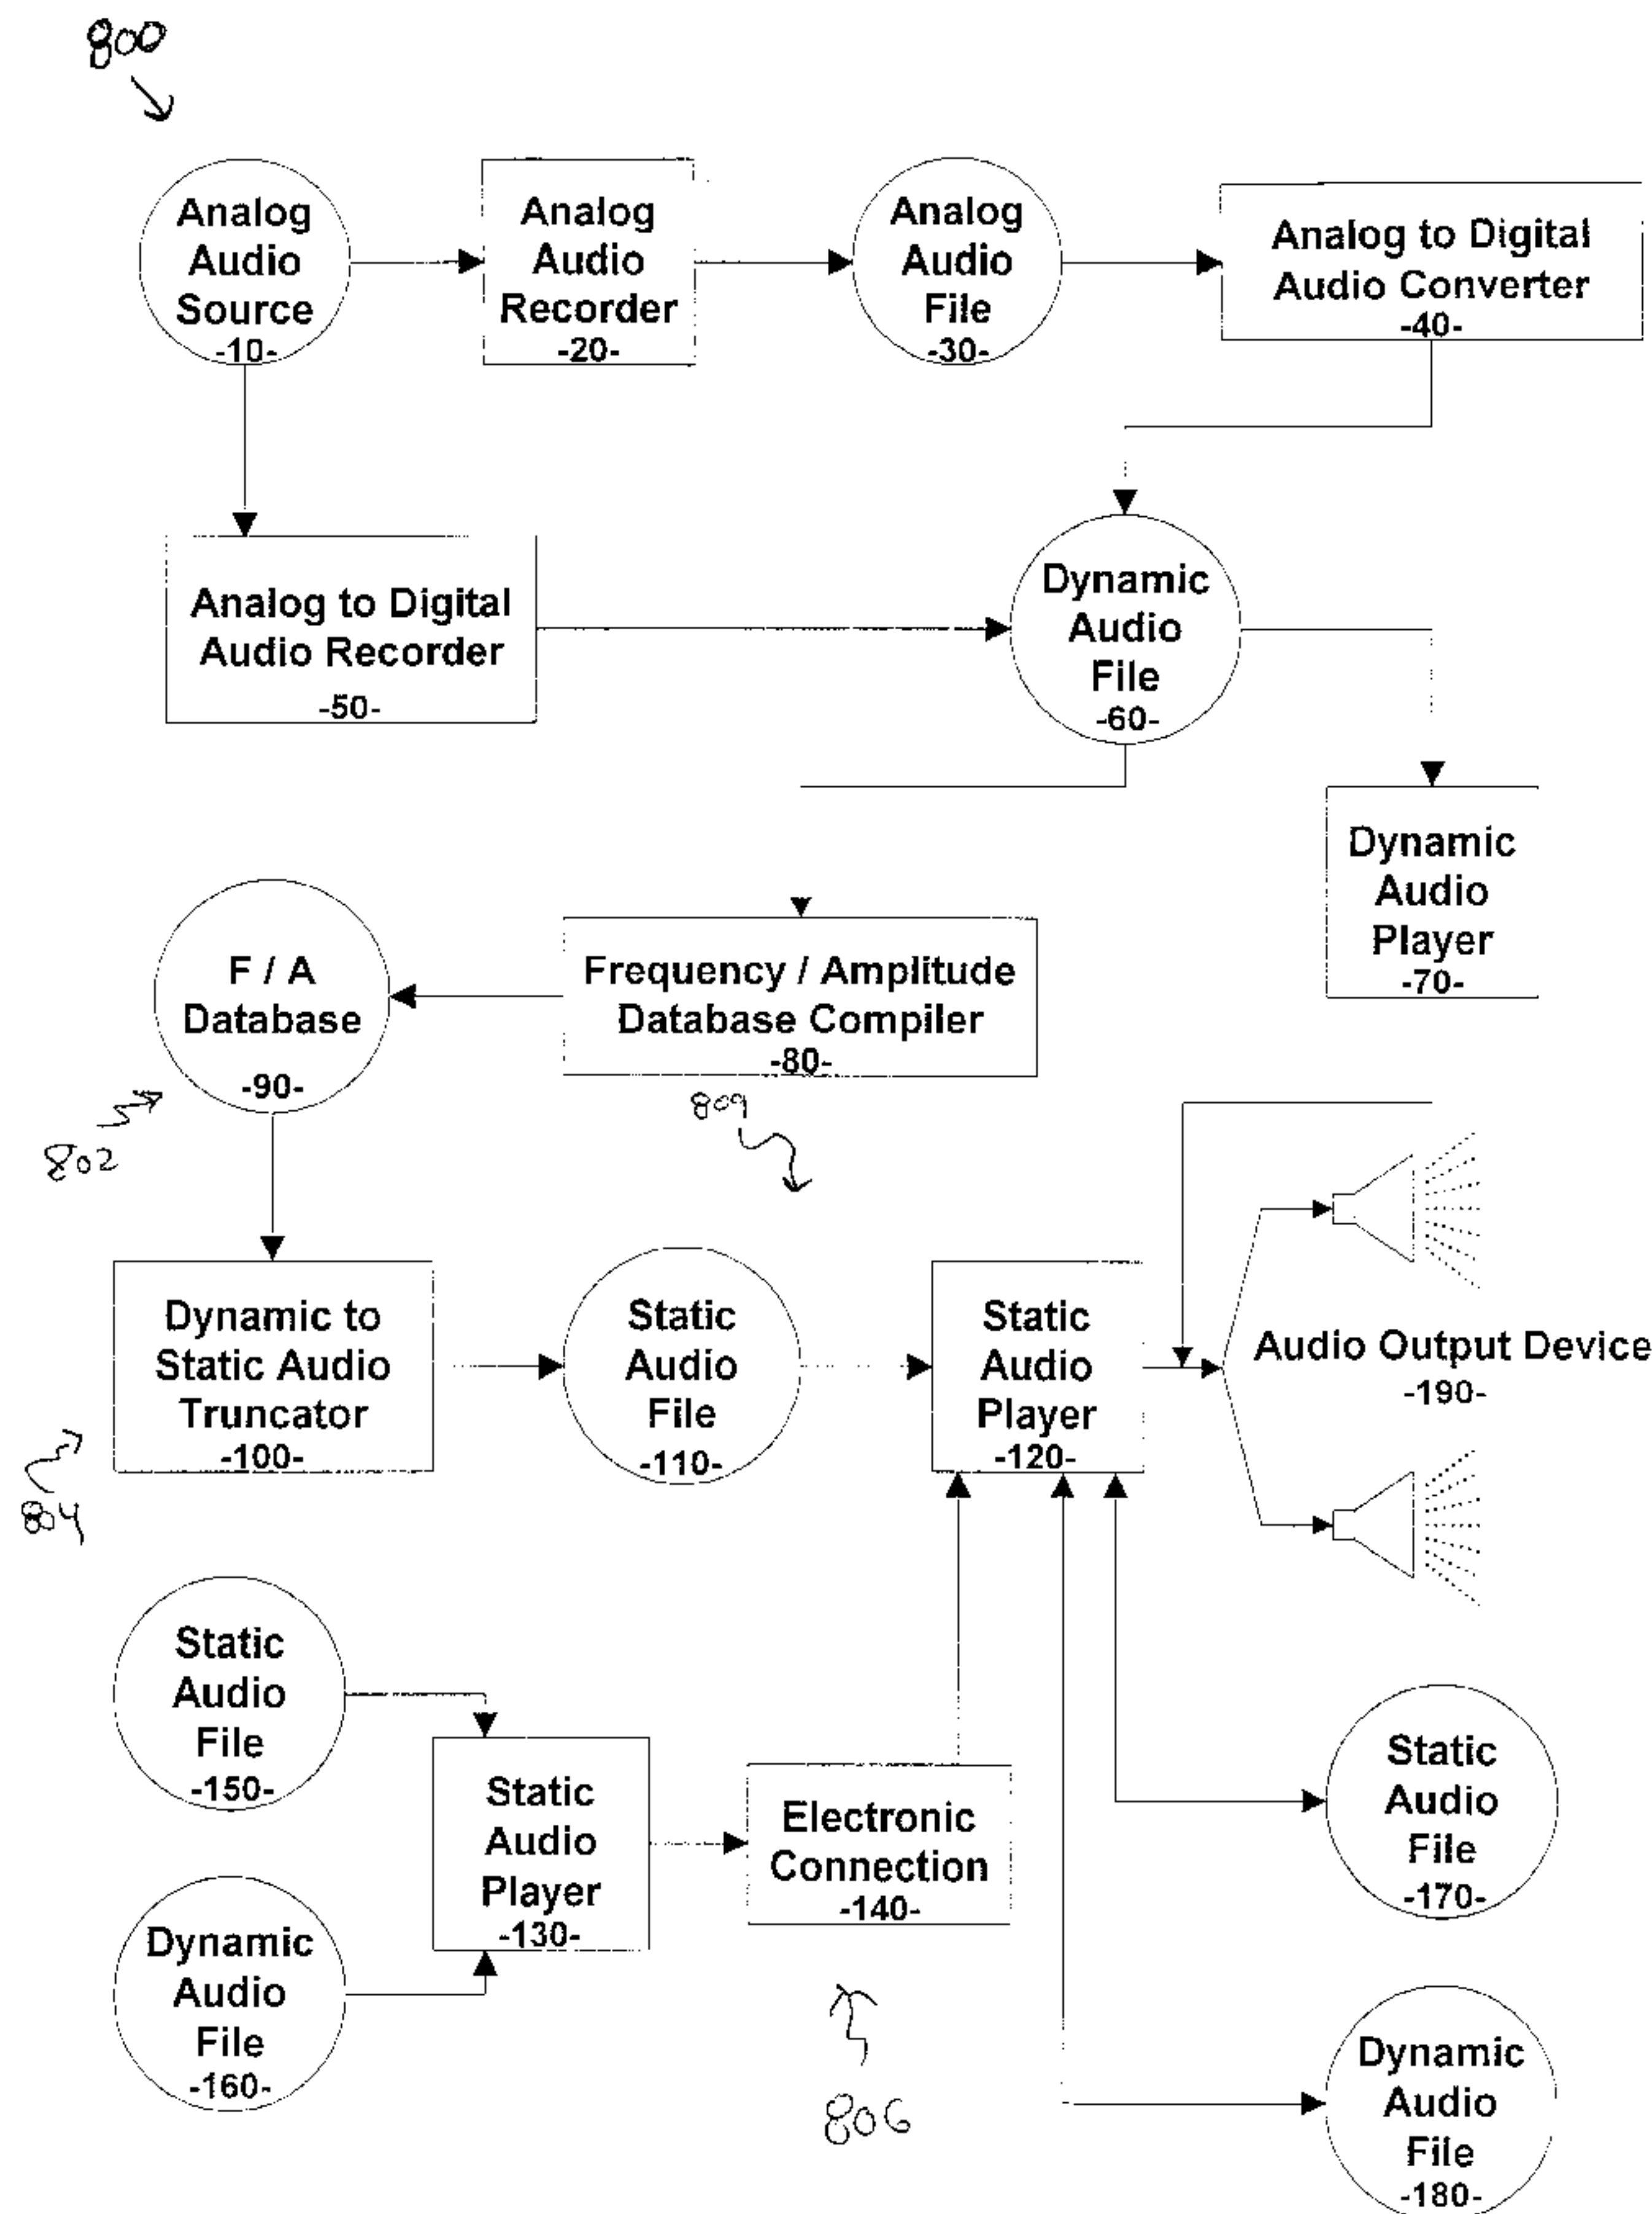 800
Analog
Audio
Source
-10-
Analog
Audio
Recorder
-20-
Analog
Audio
File
-30-
Analog to Digital
Audio Converter
-40-
Analog to Digital
Audio Recorder
-50-
Dynamic
Audio
File
-60-
Dynamic
Audio
Player
-70-
F / A
Database
-90-
Frequency / Amplitude
Database Compiler
-80-
802
809
Dynamic to
Static Audio
Truncator
-100-
Static
Audio
File
-110-
Static
Audio
Player
-120-
Audio Output Device
-190-
804
Static
Audio
File
-150-
Static
Audio
Player
-130-
Electronic
Connection
-140-
Static
Audio
File
-170-
Dynamic
Audio
File
-160-
806
Dynamic
Audio
File
-180-